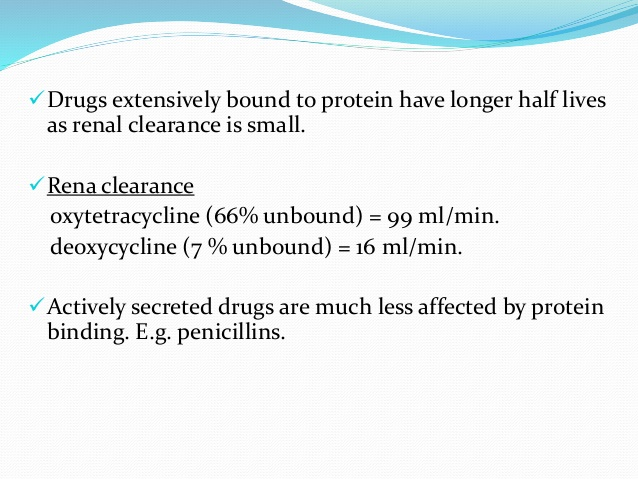 ✓Drugs extensively bound to protein have longer half lives
as renal clearance is small.
✓Rena clearance
oxytetracycline (66% unbound) = 99 ml/min.
deoxycycline (7 % unbound) = 16 ml/min.
✓Actively secreted drugs are much less affected by protein
binding. E.g. penicillins.